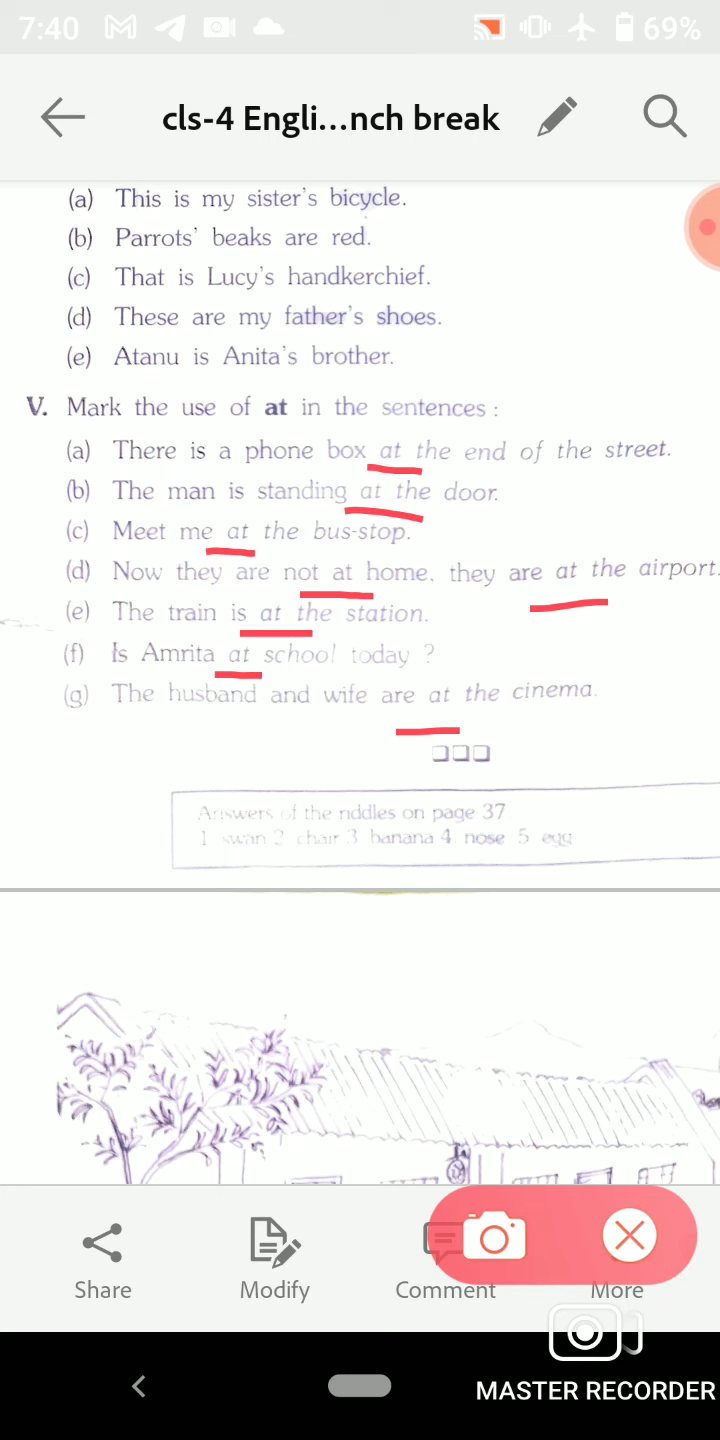 7:40
69%
cls-4 Engli...nch break
(a) This is my sister's bicycle.
(b) Parrots' beaks are red.
(c) That is Lucy's handkerchief.
(d) These are my father's shoes.
(e) Atanu is Anita's brother.
V. Mark the use of at in the sentences :
(a) There is a phone box at the end of the street.
(b) The man is standing at the door.
(c) Meet me at the bus-stop.
(d) Now they are not at home, they are at the airport.
(e) The train is at the station.
(f) Is Amrita at school today ?
(g) The husband and wife are at the cinema.
Answers of the riddles on page 37
1 swan 2 chair 3 banana 4 nose 5 egg
Share
Modify
Comment
More
MASTER RECORDER